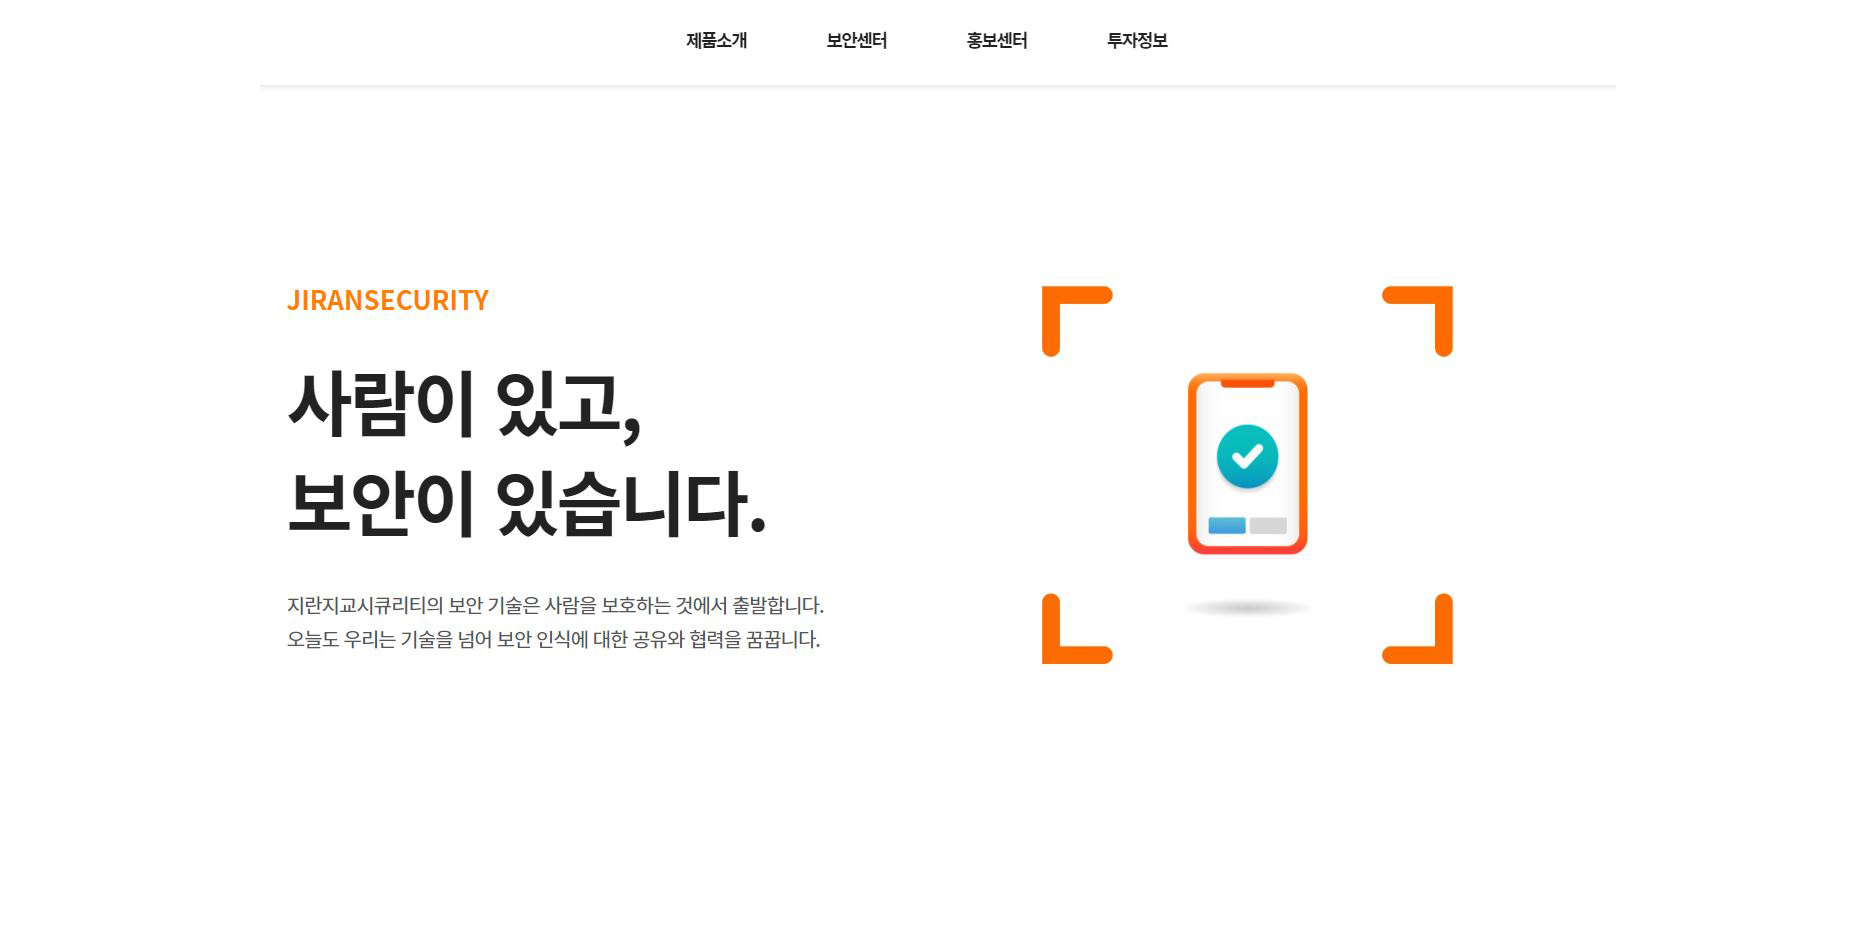 제품소개 보안센터 홍보센터 투자정보
JIRANSECURITY
사람이 있고,
보안이 있습니다.
지란지교시큐리티의 보안 기술은 사람을 보호하는 것에서 출발합니다.
오늘도 우리는 기술을 넘어 보안 인식에 대한 공유와 협력을 꿈꿉니다.